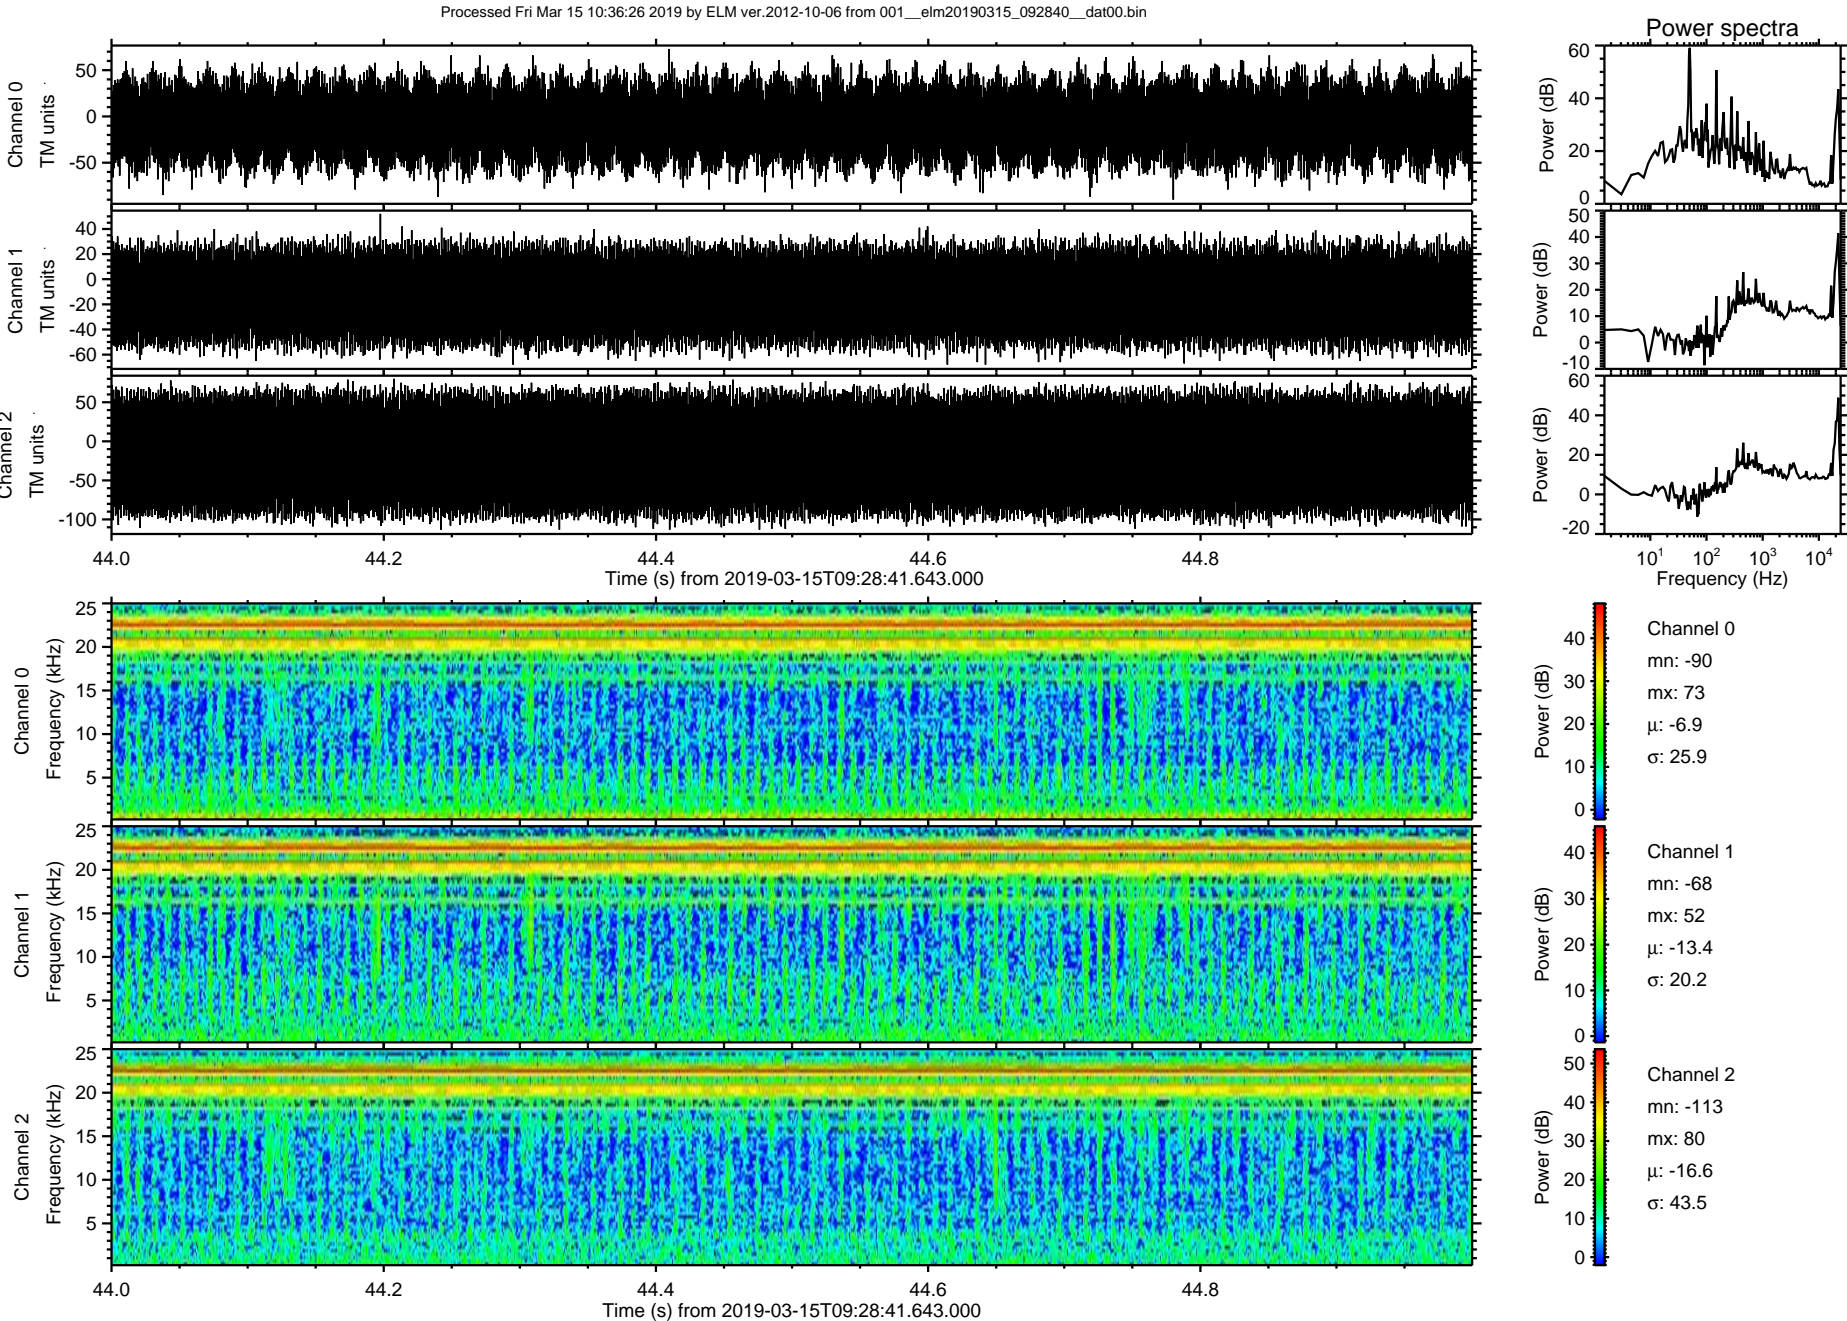 Processed Fri Mar 15 10:36:26 2019 by ELM ver.2012-10-06 from 001__elm20190315_092840__dat00.bin
Power spectra
Channel 0
TM units
50
0
-50
Power (dB)
60
40
20
0
Channel 1
TM units
40
20
0
-20
-40
-60
Power (dB)
50
40
30
20
10
0
-10
Channel 2
TM units
50
0
-50
-100
Power (dB)
60
40
20
0
-20
44.0 44.2 44.4 44.6 44.8
Time (s) from 2019-03-15T09:28:41.643.000
10¹ 10² 10³ 10⁴
Frequency (Hz)
Channel 0
Frequency (kHz)
25
20
15
10
5
Power (dB)
40
30
20
10
0
Channel 0
mn: -90
mx: 73
μ: -6.9
σ: 25.9
Channel 1
Frequency (kHz)
25
20
15
10
5
Power (dB)
40
30
20
10
0
Channel 1
mn: -68
mx: 52
μ: -13.4
σ: 20.2
Channel 2
Frequency (kHz)
25
20
15
10
5
Power (dB)
50
40
30
20
10
0
Channel 2
mn: -113
mx: 80
μ: -16.6
σ: 43.5
44.0 44.2 44.4 44.6 44.8
Time (s) from 2019-03-15T09:28:41.643.000